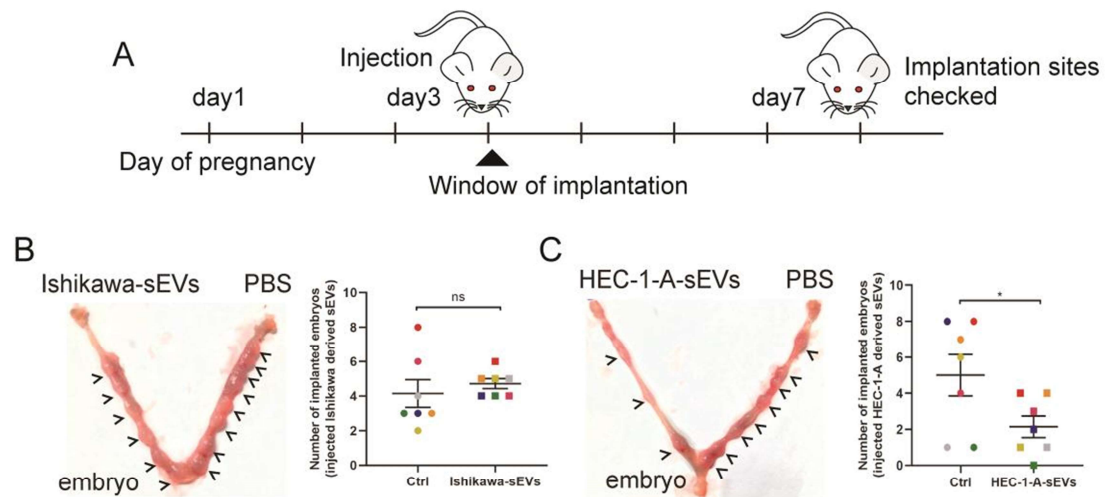 A
Injection
Implantation sites
checked
day1
day3
day7
Day of pregnancy
Window of implantation
B
Ishikawa-sEVs
PBS
embryo
Number of implanted embryos
(injected Ishikawa derived sEVs)
10
8
6
4
2
0
ns
Ctrl
Ishikawa-sEVs
C
HEC-1-A-sEVs
PBS
embryo
Number of implanted embryos
(injected HEC-1-A derived sEVs)
10
8
6
4
2
0
*
Ctrl
HEC-1-A-sEVs